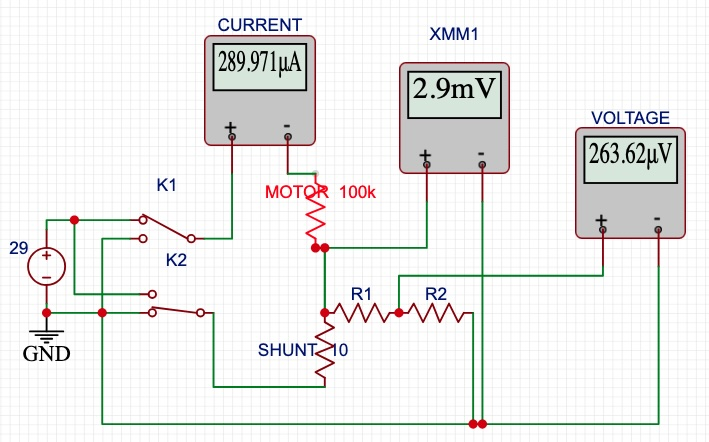 CURRENT
XMM1
289.971µA
2.9mV
VOLTAGE
263.62µV
+ -
+ -
+ -
K1
MOTOR 100k
K2
29
+
-
R1
R2
SHUNT 10
GND